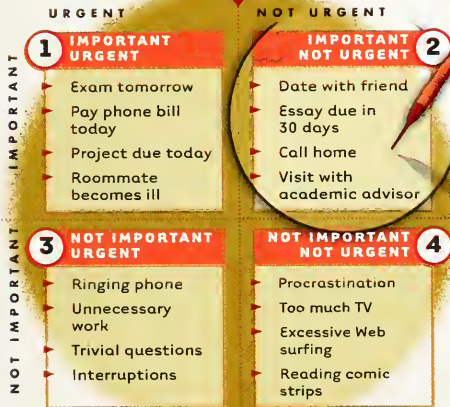 URGENT
NOT URGENT
IMPORTANT
1
IMPORTANT
URGENT
Exam tomorrow
Pay phone bill
today
Project due today
Roommate
becomes ill
IMPORTANT
NOT URGENT
2
Date with friend
Essay due in
30 days
Call home
Visit with
academic advisor
NOT IMPORTANT
3
NOT IMPORTANT
URGENT
Ringing phone
Unnecessary
work
Trivial questions
Interruptions
NOT IMPORTANT
NOT URGENT
4
Procrastination
Too much TV
Excessive Web
surfing
Reading comic
strips